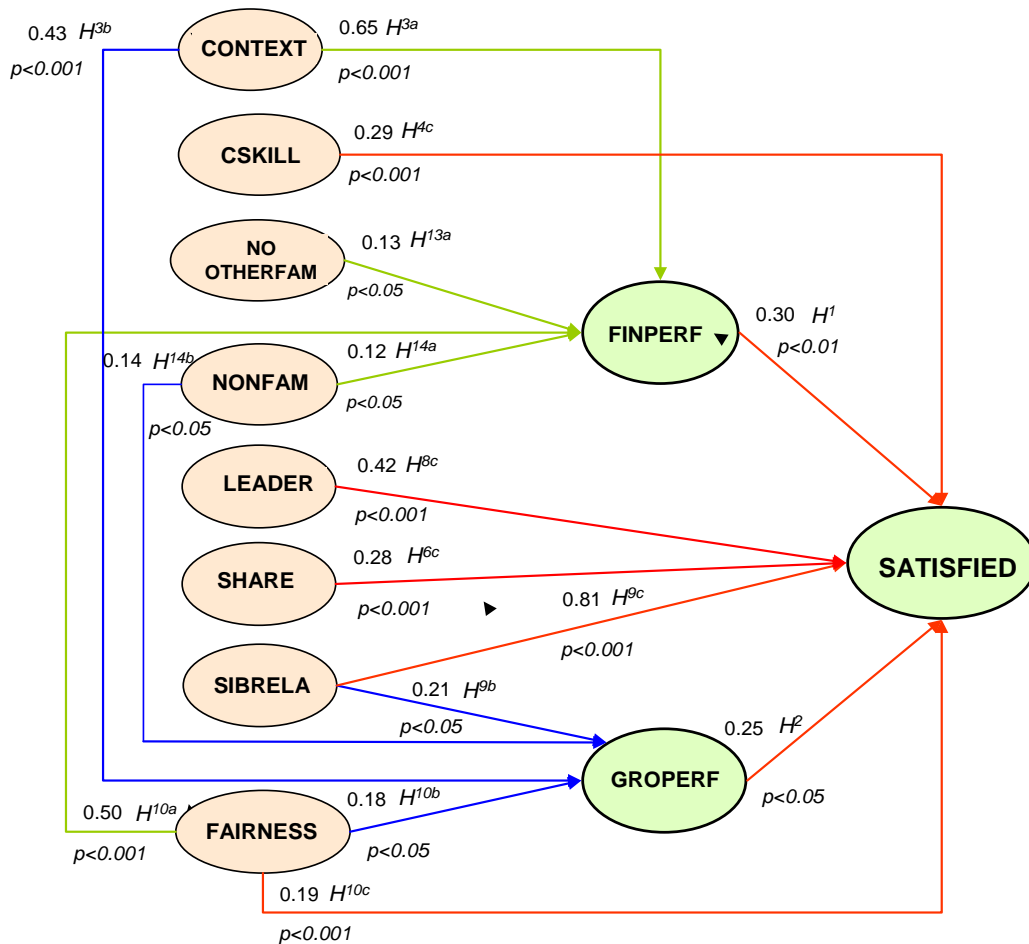 0.43 H3b
p<0.001
CONTEXT
0.65 H3a
p<0.001
CSKILL
0.29 H4c
p<0.001
NO
OTHERFAM
0.13 H13a
p<0.05
FINPERF
0.30 H1
p<0.01
0.14 H14b
p<0.05
NONFAM
0.12 H14a
p<0.05
LEADER
0.42 H8c
p<0.001
SHARE
0.28 H6c
p<0.001
SATISFIED
0.81 H9c
p<0.001
SIBRELA
0.21 H9b
p<0.05
GROPERF
0.25 H2
p<0.05
0.50 H10a
p<0.001
FAIRNESS
0.18 H10b
p<0.05
0.19 H10c
p<0.001